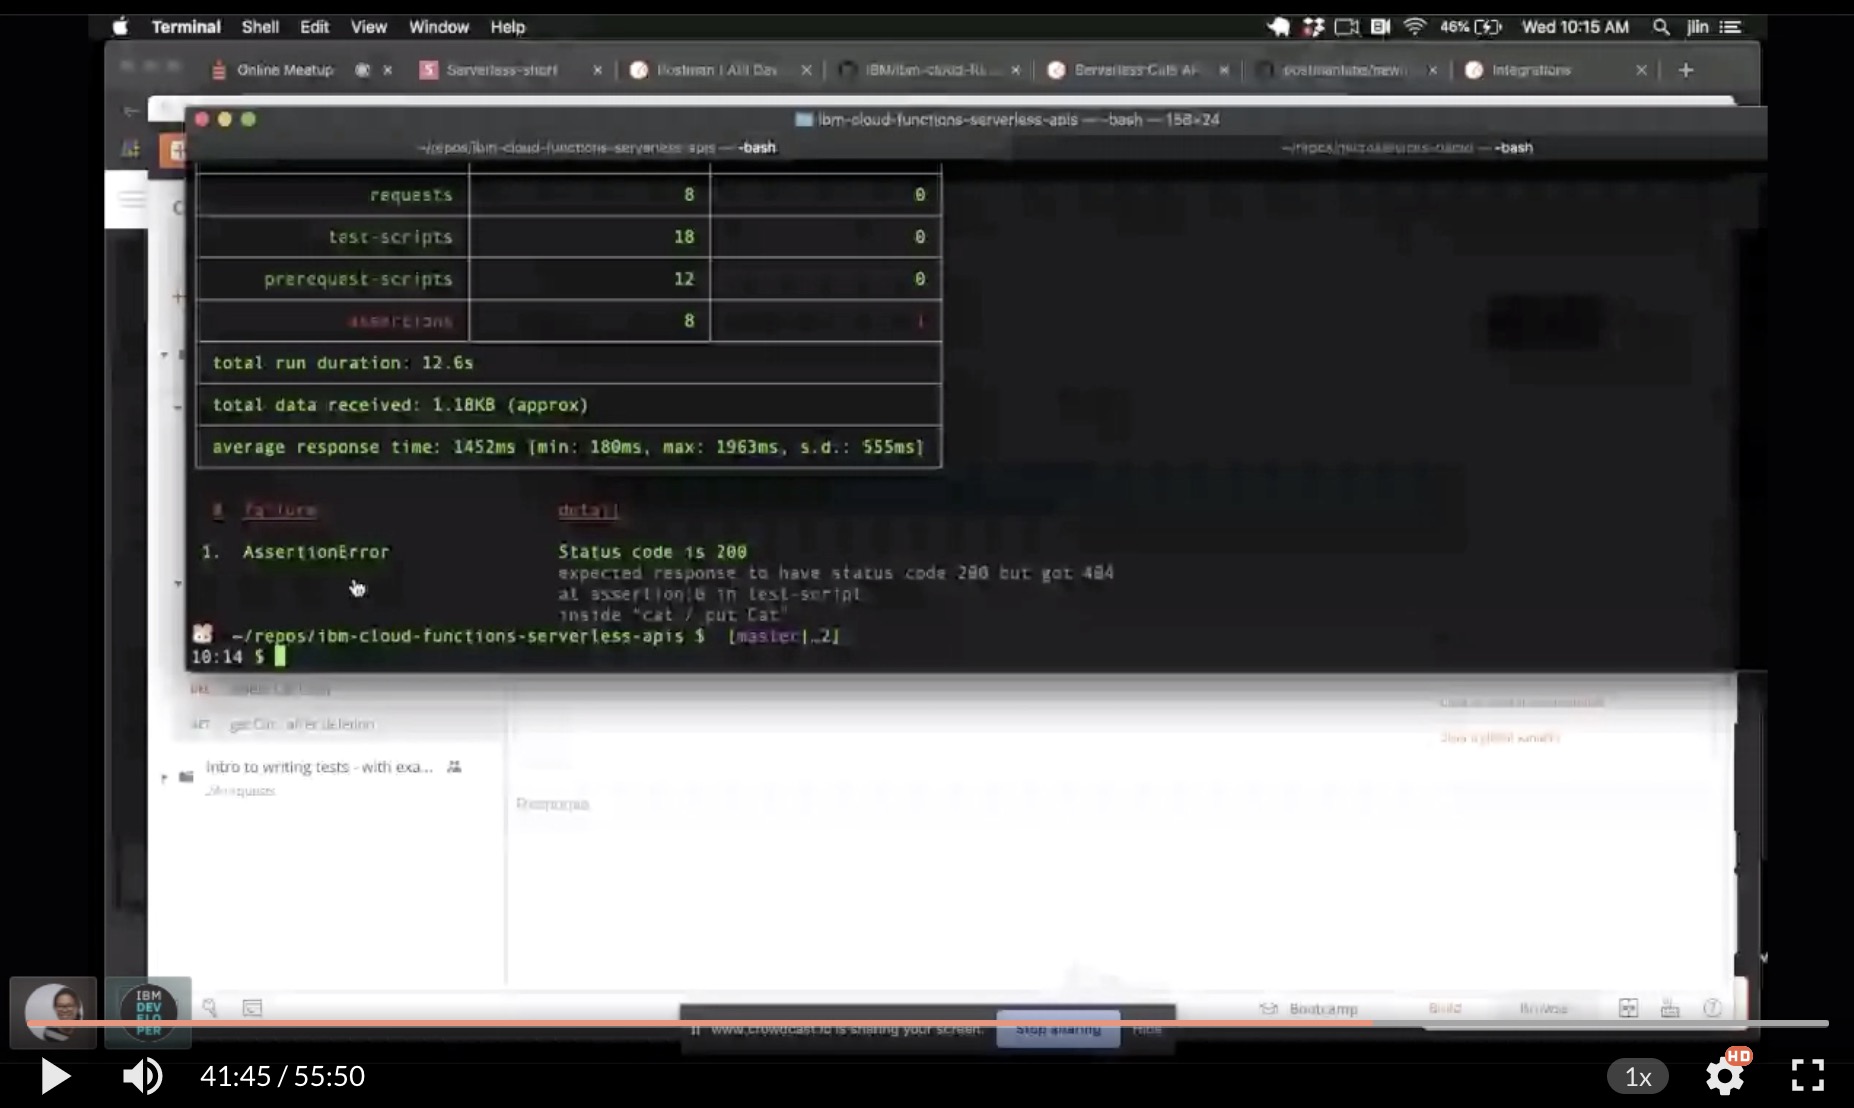 Terminal Shell Edit View Window Help 46% Wed 10:15 AM jlin
Online Meetup Serverless-short Postman | API Dev IBM/ibm-cloud-fu... Serverless Cats AP postmanlabs/newm Integrations
ibm-cloud-functions-serverless-apis — -bash — 158×24
~/repos/ibm-cloud-functions-serverless-apis — -bash — -bash
requests 8 0
test-scripts 18 0
prerequest-scripts 12 0
assertions 8 1
total run duration: 12.6s
total data received: 1.18KB (approx)
average response time: 1452ms [min: 180ms, max: 1963ms, s.d.: 555ms]
# failure detail
1. AssertionError Status code is 200
expected response to have status code 200 but got 404
at assertion:0 in test-script
inside "cat / put Cat"
~/repos/ibm-cloud-functions-serverless-apis $ [master|…2]
10:14 $
DEL
GET get Cat after deletion
Intro to writing tests - with exa...
Response
IBM
DEV
ELO
PER
Bootcamp Build Browse
www.crowdcast.io is sharing your screen. Stop sharing Hide
41:45 / 55:50 1x HD